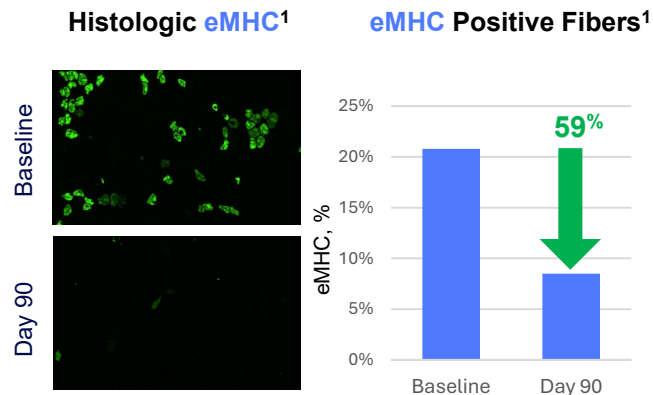 Histologic eMHC¹
Baseline
Day 90
eMHC Positive Fibers¹
eMHC, %
25%
20%
15%
10%
5%
0%
59%
Baseline
Day 90